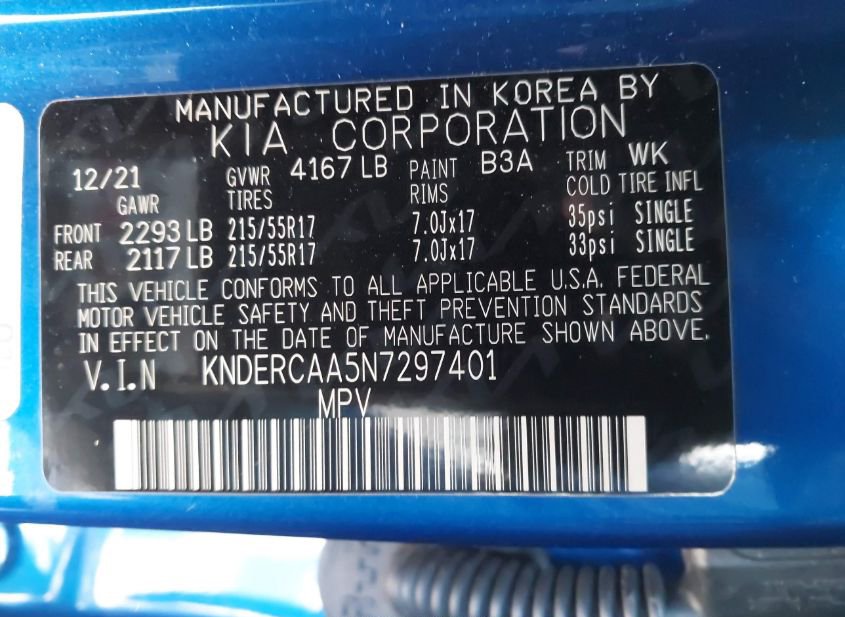 MANUFACTURED IN KOREA BY
KIA CORPORATION
12/21 GVWR 4167 LB PAINT B3A TRIM WK
GAWR TIRES RIMS COLD TIRE INFL
FRONT 2293 LB 215/55R17 7.0Jx17 35psi SINGLE
REAR 2117 LB 215/55R17 7.0Jx17 33psi SINGLE
THIS VEHICLE CONFORMS TO ALL APPLICABLE U.S.A. FEDERAL
MOTOR VEHICLE SAFETY AND THEFT PREVENTION STANDARDS
IN EFFECT ON THE DATE OF MANUFACTURE SHOWN ABOVE.
V.I.N KNDERCAA5N7297401
MPV